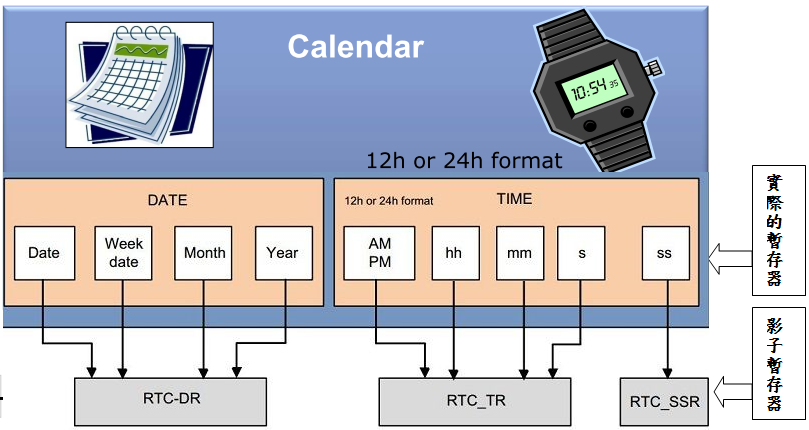 Calendar
10:54 35
12h or 24h format
DATE
12h or 24h format
TIME
Date
Week
date
Month
Year
AM
PM
hh
mm
s
ss
實際的暫存器
RTC-DR
RTC_TR
RTC_SSR
影子暫存器